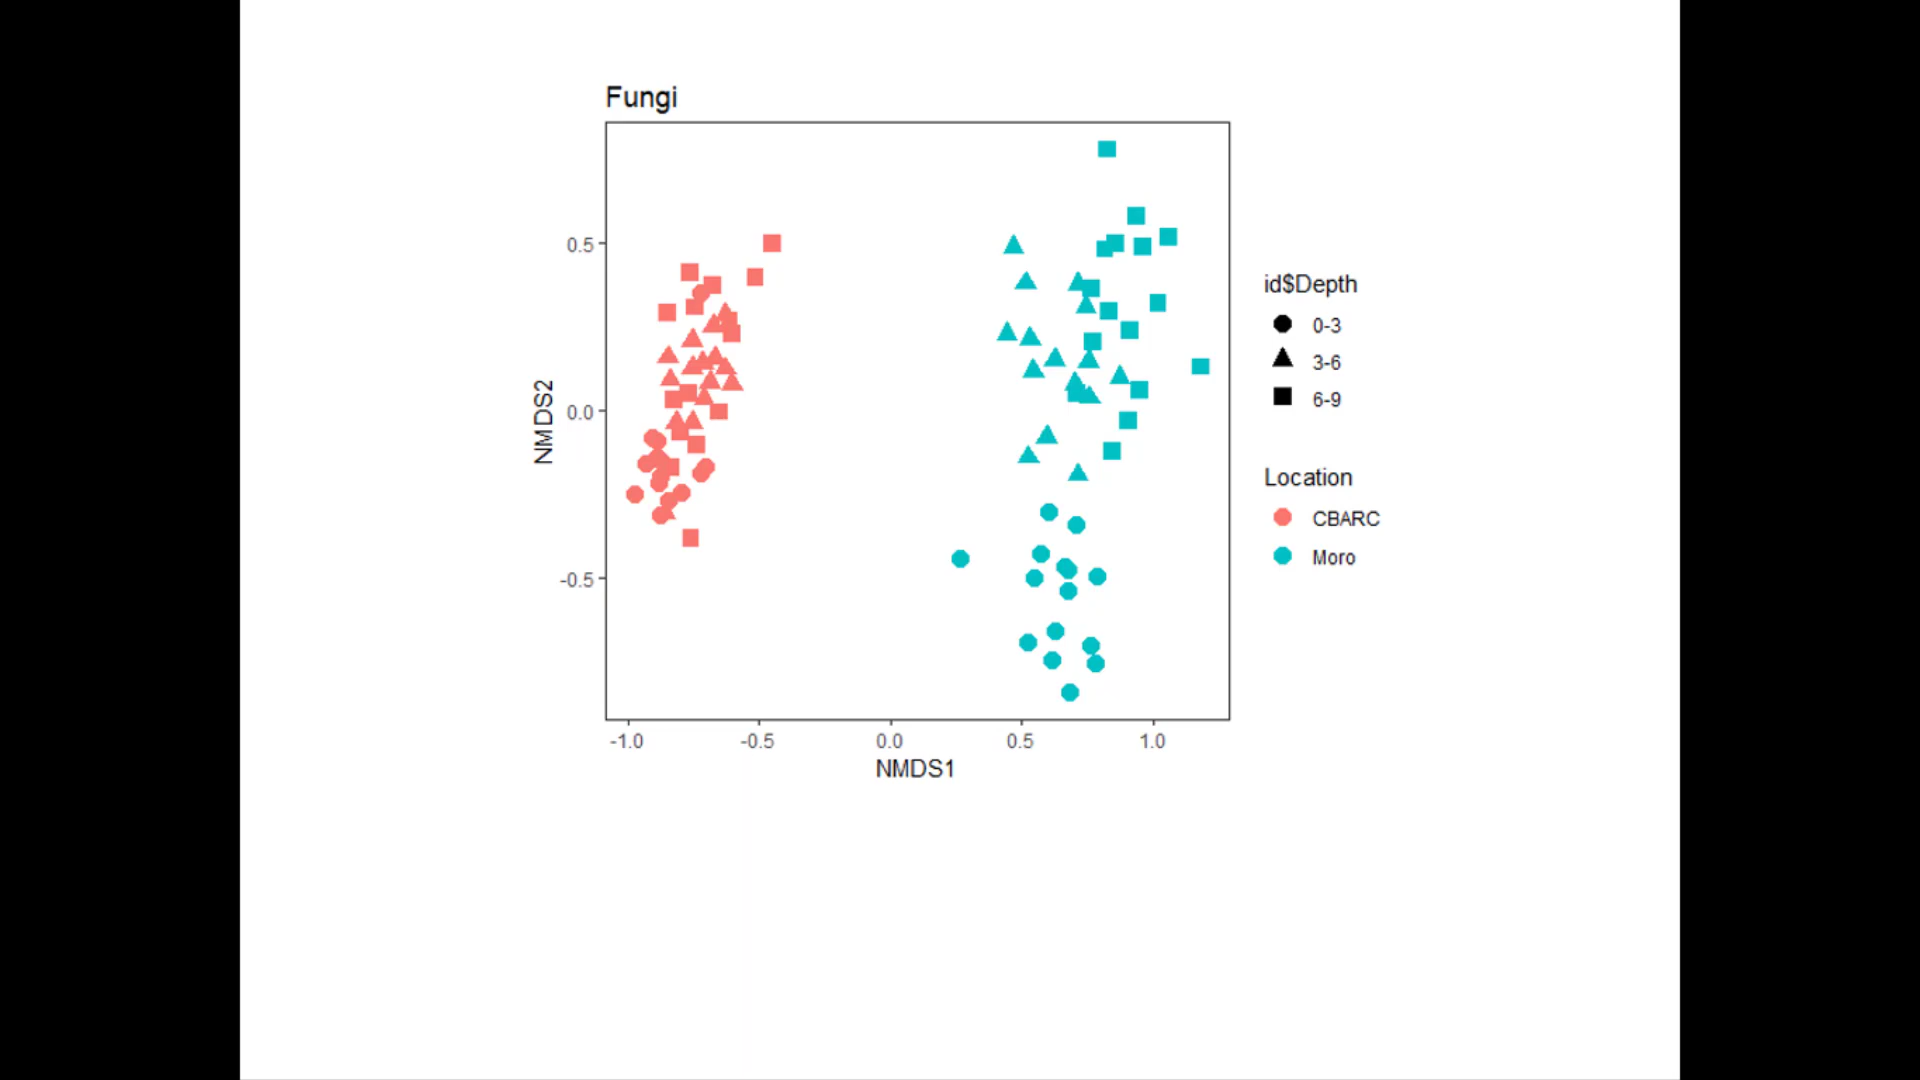 Fungi
0.5
0.0
-0.5
NMDS2
-1.0 -0.5 0.0 0.5 1.0
NMDS1
id$Depth
0-3
3-6
6-9
Location
CBARC
Moro